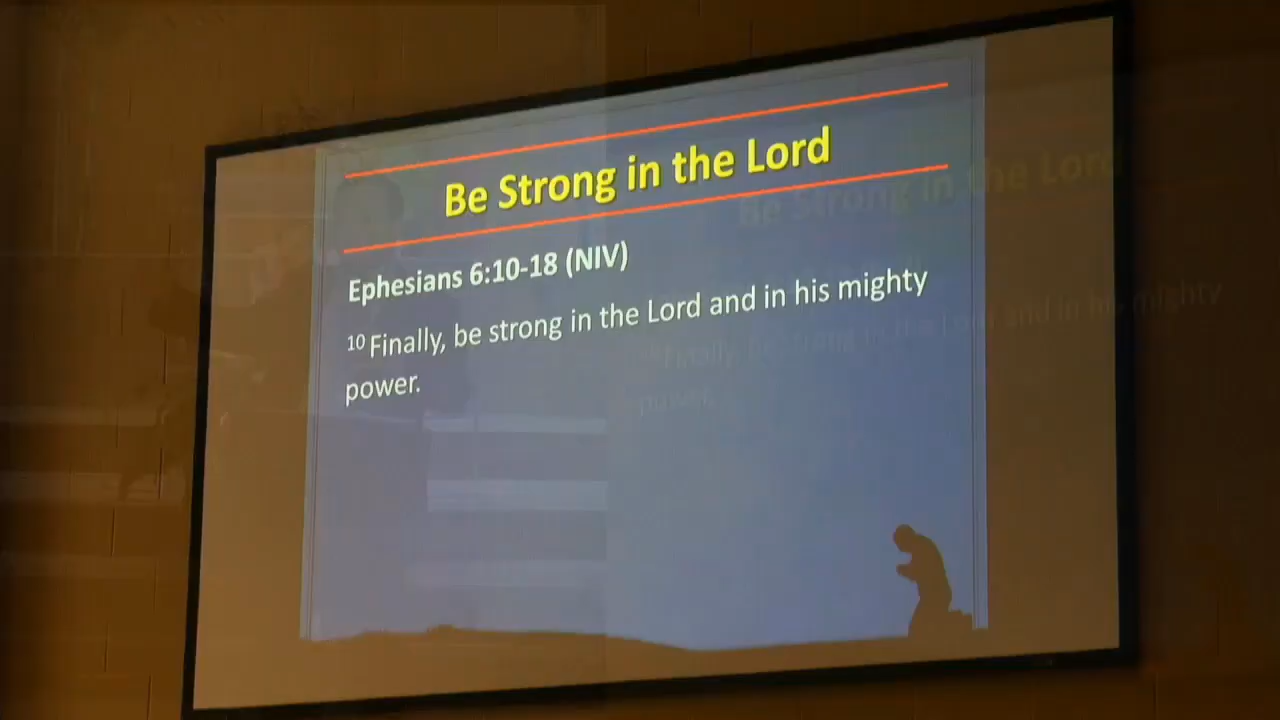 Be Strong in the Lord
Ephesians 6:10-18 (NIV)
10 Finally, be strong in the Lord and in his mighty
power.